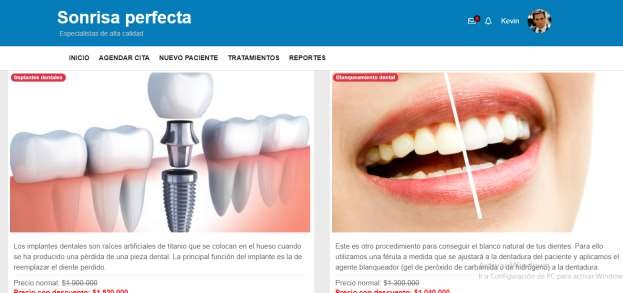 Sonrisa perfecta
Especialistas de alta calidad
Kevin
INICIO AGENDAR CITA NUEVO PACIENTE TRATAMIENTOS REPORTES
Implantes dentales
Blanqueamiento dental
Los implantes dentales son raíces artificiales de titanio que se colocan en el hueso cuando
se ha producido una pérdida de una pieza dental. La principal función del implante es la de
reemplazar el diente perdido.
Precio normal: $1.900.000
Precio con descuento: $1.520.000
Este es otro procedimiento para conseguir el blanco natural de tus dientes. Para ello
utilizamos una férula a medida que se ajustará a la dentadura del paciente y aplicamos el
agente blanqueador (gel de peróxido de carbamida al a la dentadura.
Ir a Configuración de PC para activar Windows
Precio normal: $1.300.000
Precio con descuento: $1.040.000